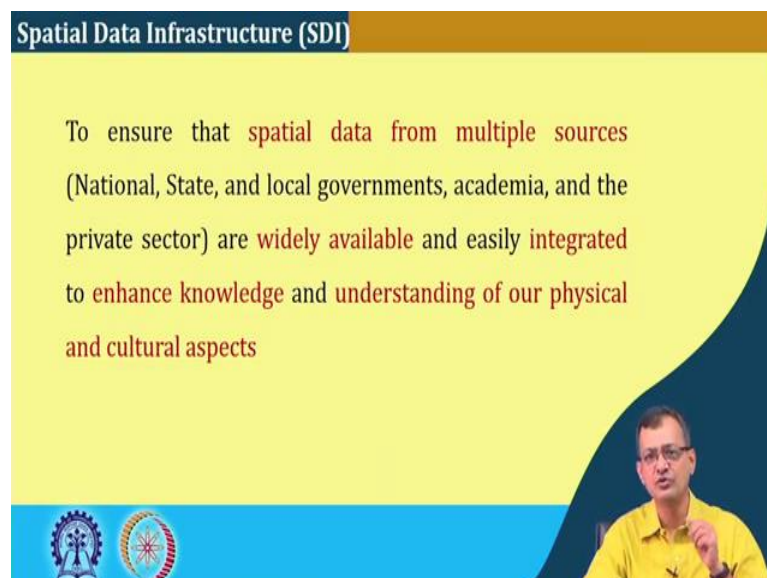 Spatial Data Infrastructure (SDI)
To ensure that spatial data from multiple sources
(National, State, and local governments, academia, and the
private sector) are widely available and easily integrated
to enhance knowledge and understanding of our physical
and cultural aspects